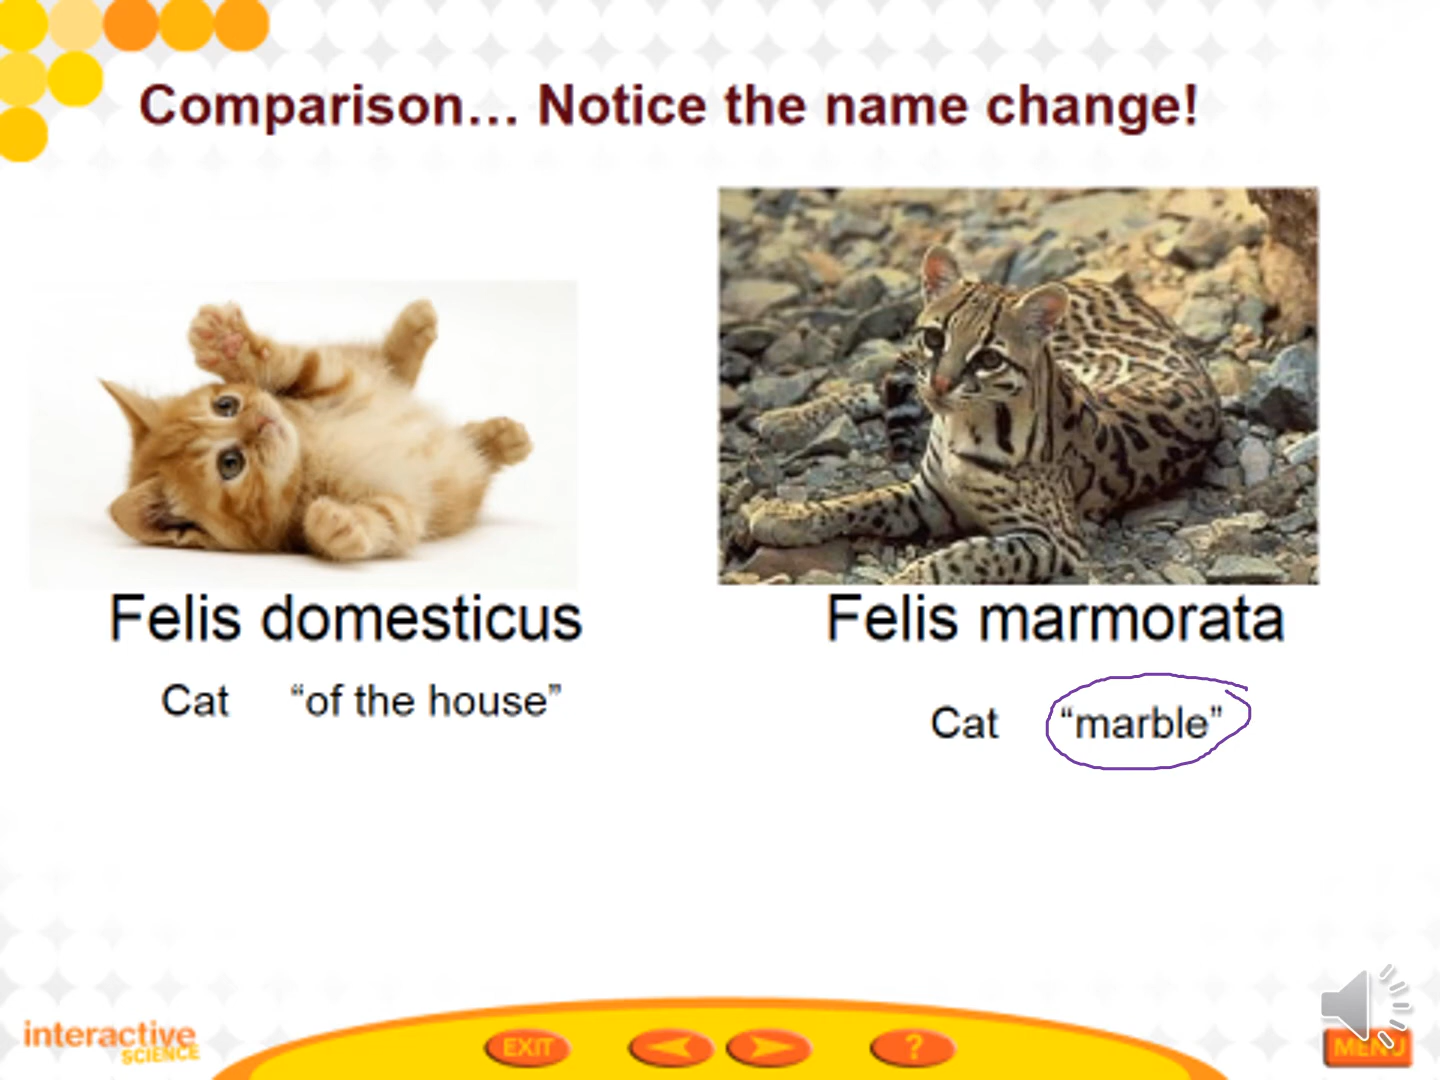 Comparison… Notice the name change!
Felis domesticus
Cat “of the house”
Felis marmorata
Cat “marble”
interactive
SCIENCE
EXIT
?
MENU